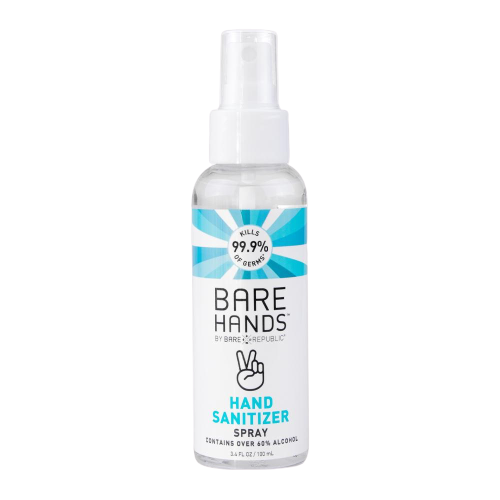 KILLS
99.9%
OF GERMS*
BARE
HANDS™
BY BARE REPUBLIC®
HAND
SANITIZER
SPRAY
CONTAINS OVER 60% ALCOHOL
3.4 FL OZ / 100 mL